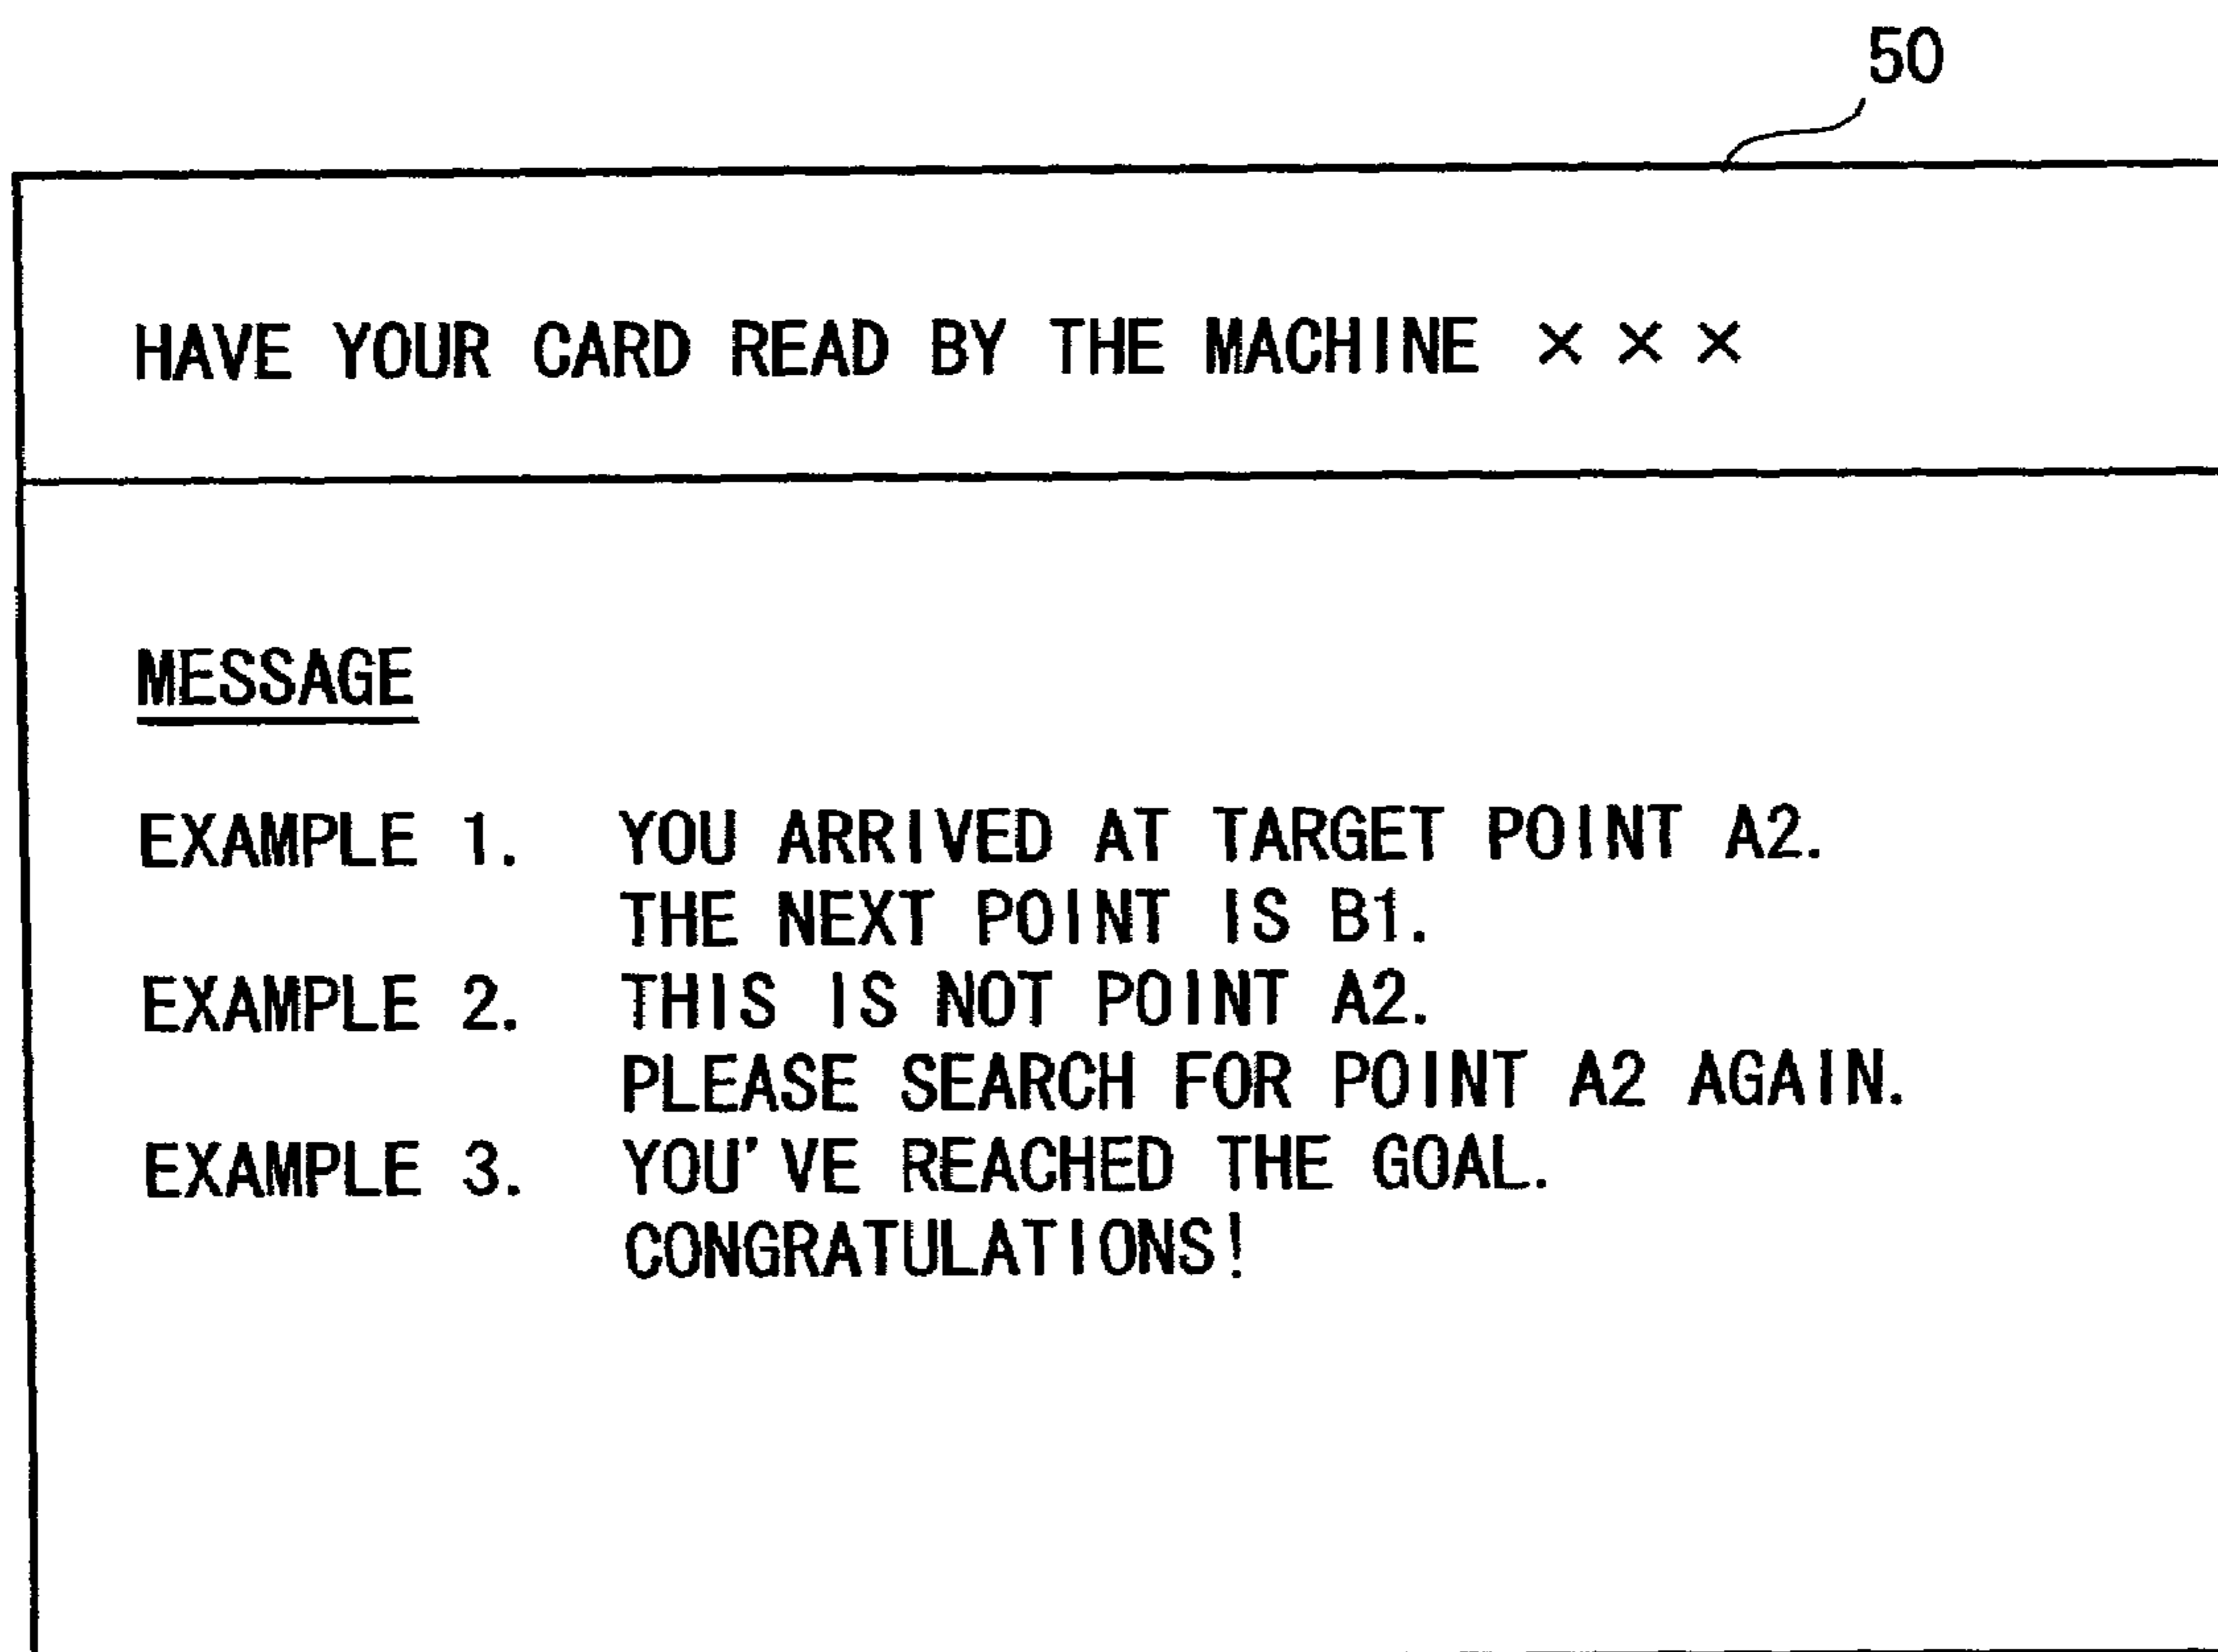 50
HAVE YOUR CARD READ BY THE MACHINE × × ×
MESSAGE
EXAMPLE 1. YOU ARRIVED AT TARGET POINT A2.
THE NEXT POINT IS B1.
EXAMPLE 2. THIS IS NOT POINT A2.
PLEASE SEARCH FOR POINT A2 AGAIN.
EXAMPLE 3. YOU'VE REACHED THE GOAL.
CONGRATULATIONS!